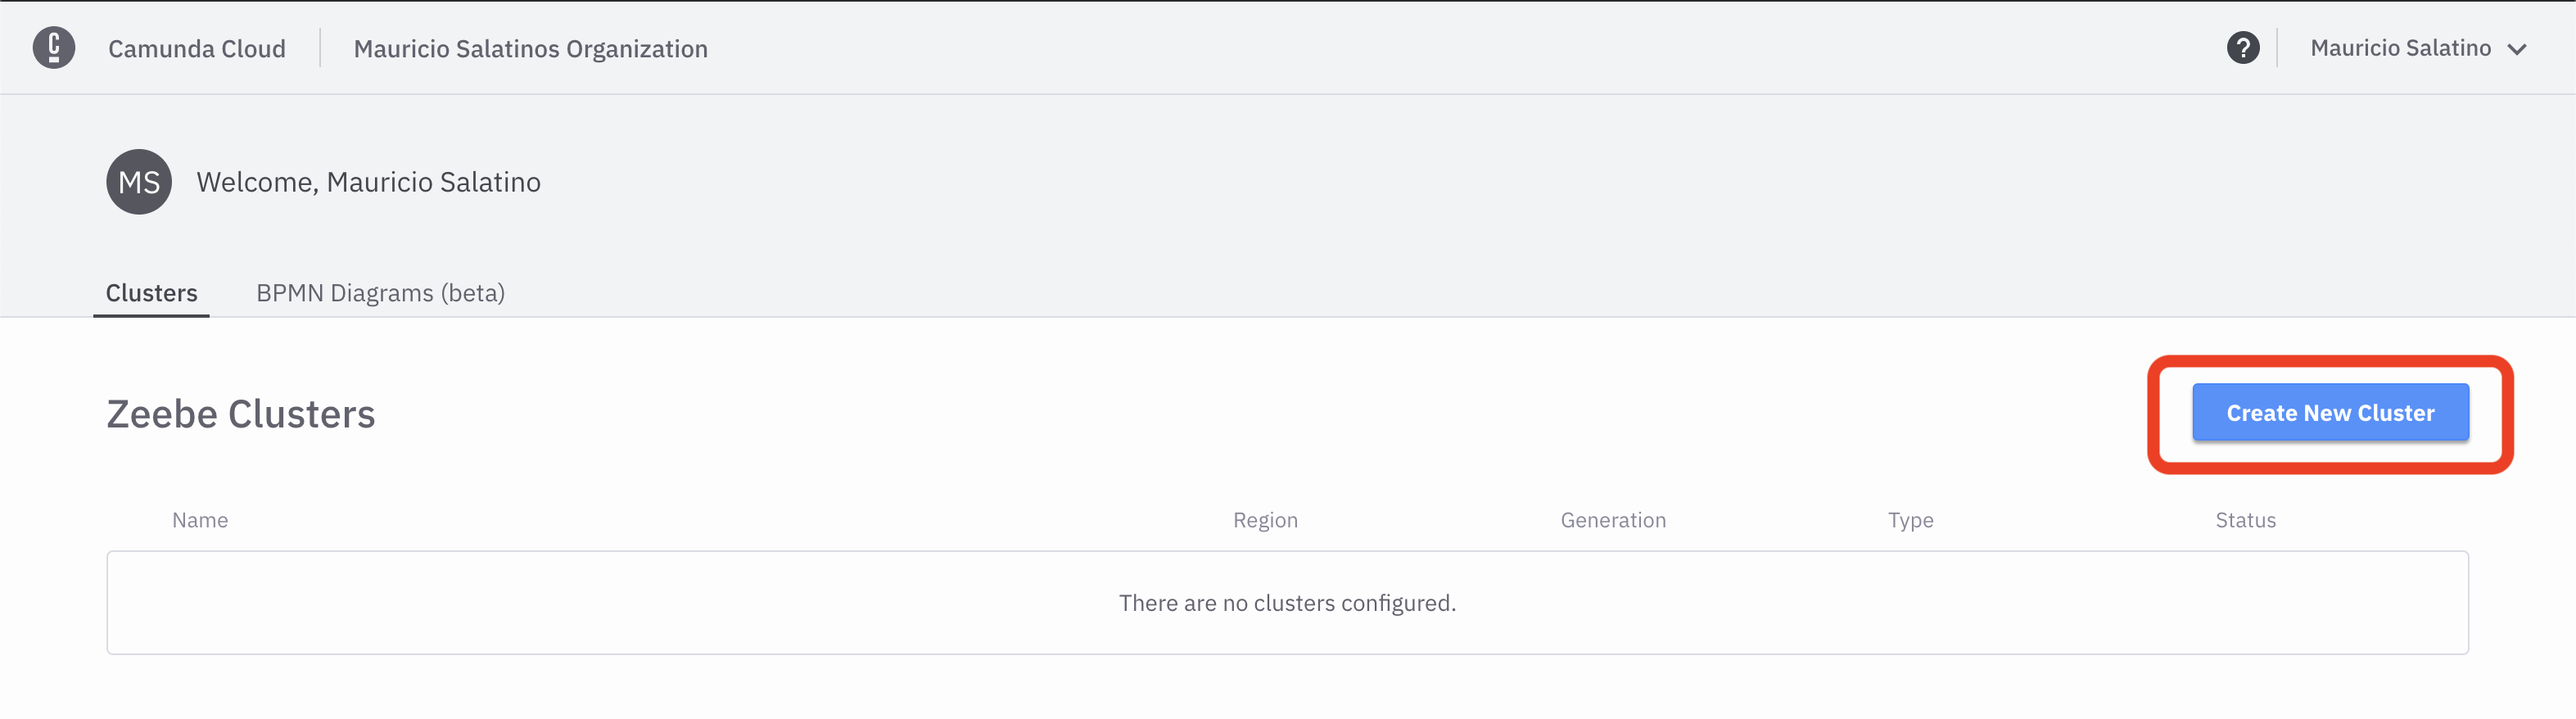 Camunda Cloud Mauricio Salatinos Organization ? Mauricio Salatino
MS Welcome, Mauricio Salatino
Clusters BPMN Diagrams (beta)
Zeebe Clusters Create New Cluster
Name Region Generation Type Status
There are no clusters configured.